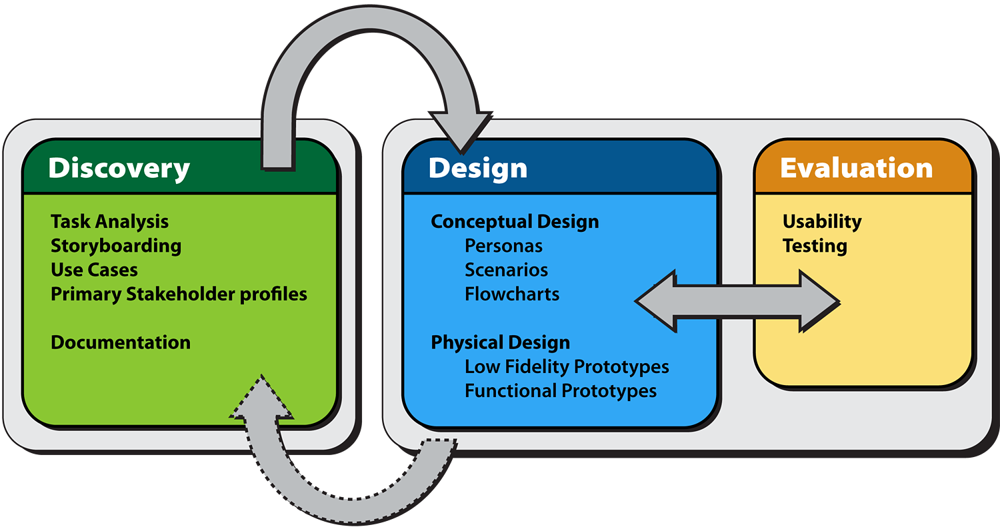 Discovery
Task Analysis
Storyboarding
Use Cases
Primary Stakeholder profiles
Documentation
Design
Conceptual Design
Personas
Scenarios
Flowcharts
Physical Design
Low Fidelity Prototypes
Functional Prototypes
Evaluation
Usability
Testing